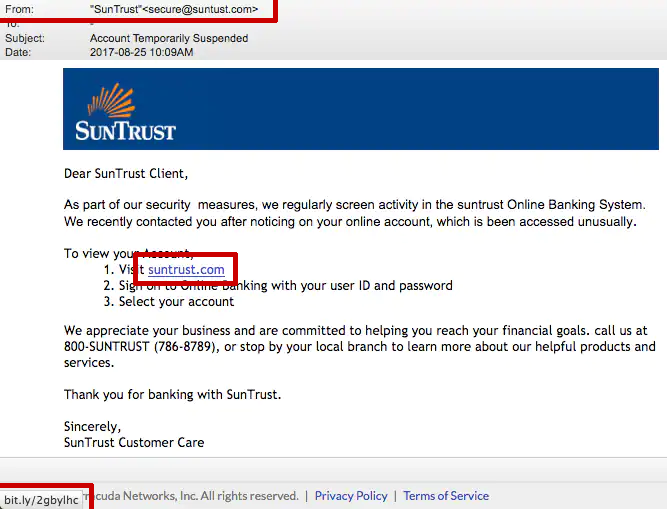 From: "SunTrust"<secure@suntust.com>
To:
Subject: Account Temporarily Suspended
Date: 2017-08-25 10:09AM
SUNTRUST
Dear SunTrust Client,
As part of our security measures, we regularly screen activity in the suntrust Online Banking System.
We recently contacted you after noticing on your online account, which is been accessed unusually.
To view your Account,
1. Visit suntrust.com
2. Sign on to Online Banking with your user ID and password
3. Select your account
We appreciate your business and are committed to helping you reach your financial goals. call us at
800-SUNTRUST (786-8789), or stop by your local branch to learn more about our helpful products and
services.
Thank you for banking with SunTrust.
Sincerely,
SunTrust Customer Care
bit.ly/2gbylhc racuda Networks, Inc. All rights reserved. | Privacy Policy | Terms of Service